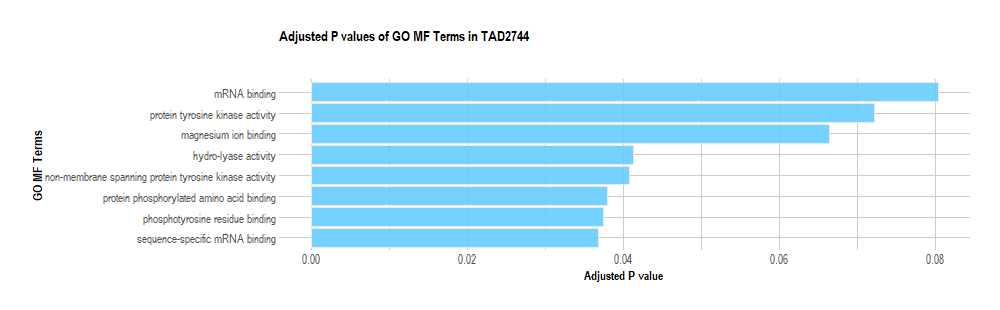 Adjusted P values of GO MF Terms in TAD2744
GO MF Terms
mRNA binding
protein tyrosine kinase activity
magnesium ion binding
hydro-lyase activity
non-membrane spanning protein tyrosine kinase activity
protein phosphorylated amino acid binding
phosphotyrosine residue binding
sequence-specific mRNA binding
0.00 0.02 0.04 0.06 0.08
Adjusted P value